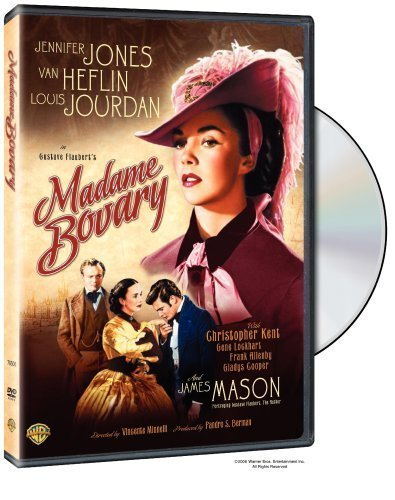 JENNIFER JONES
VAN HEFLIN
LOUIS JOURDAN
in
Gustave Flaubert's
Madame
Bovary
With
Christopher Kent
Gene Lockhart
Frank Allenby
Gladys Cooper
And
JAMES MASON
Portraying Gustave Flaubert, The Author
Directed by Vincente Minnelli Produced by Pandro S. Berman
Madame Bovary
DVD
WB
©2006 Warner Bros. Entertainment Inc.
All Rights Reserved